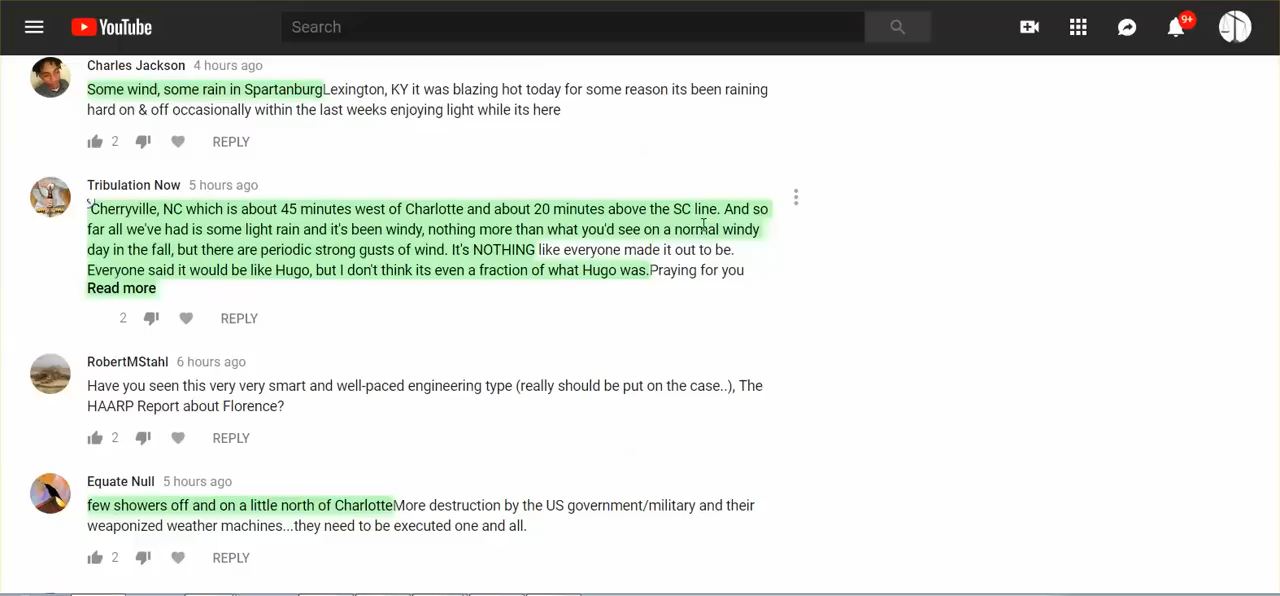 YouTube
Search
9+
Charles Jackson 4 hours ago
Some wind, some rain in SpartanburgLexington, KY it was blazing hot today for some reason its been raining
hard on & off occasionally within the last weeks enjoying light while its here
2 REPLY
Tribulation Now 5 hours ago
Cherryville, NC which is about 45 minutes west of Charlotte and about 20 minutes above the SC line. And so
far all we've had is some light rain and it's been windy, nothing more than what you'd see on a normal windy
day in the fall, but there are periodic strong gusts of wind. It's NOTHING like everyone made it out to be.
Everyone said it would be like Hugo, but I don't think its even a fraction of what Hugo was.Praying for you
Read more
2 REPLY
RobertMStahl 6 hours ago
Have you seen this very very smart and well-paced engineering type (really should be put on the case..), The
HAARP Report about Florence?
2 REPLY
Equate Null 5 hours ago
few showers off and on a little north of CharlotteMore destruction by the US government/military and their
weaponized weather machines...they need to be executed one and all.
2 REPLY